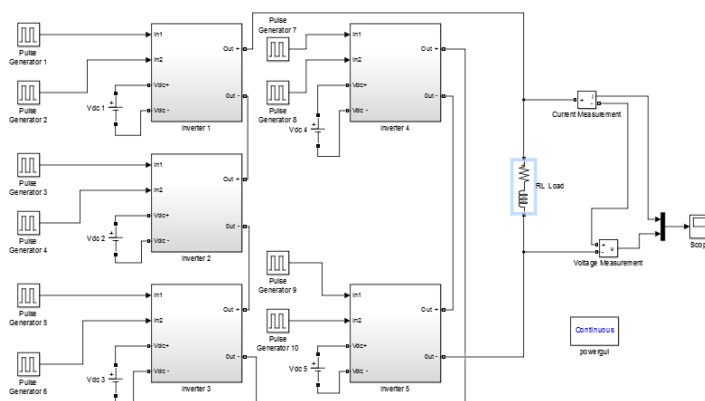 Pulse
Generator 1
In1
In2
Vdc+
Vdc -
Out +
Out -
Vdc 1
Inverter 1
Pulse
Generator 2
Pulse
Generator 3
In1
In2
Vdc+
Vdc -
Out +
Out -
Vdc 2
Inverter 2
Pulse
Generator 4
Pulse
Generator 5
In1
In2
Vdc+
Vdc -
Out +
Out -
Vdc 3
Inverter 3
Pulse
Generator 6
Pulse
Generator 7
In1
In2
Vdc+
Vdc -
Out +
Out -
Pulse
Generator 8
Vdc 4
Inverter 4
Pulse
Generator 9
In1
In2
Vdc+
Vdc -
Out +
Out -
Pulse
Generator 10
Vdc 5
Inverter 5
RL Load
+
i
-
Current Measurement
+
-
v
Voltage Measurement
Scop
Continuous
powergui